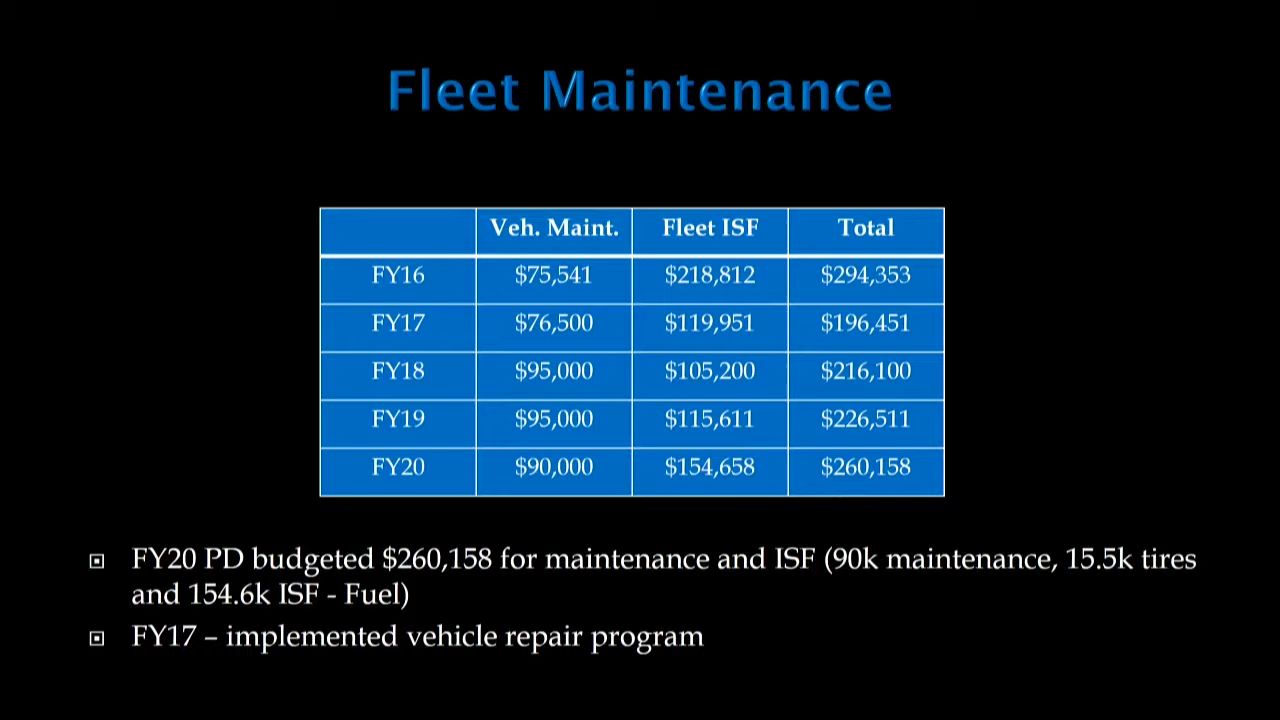 Fleet Maintenance
Veh. Maint. Fleet ISF Total
FY16 $75,541 $218,812 $294,353
FY17 $76,500 $119,951 $196,451
FY18 $95,000 $105,200 $216,100
FY19 $95,000 $115,611 $226,511
FY20 $90,000 $154,658 $260,158
FY20 PD budgeted $260,158 for maintenance and ISF (90k maintenance, 15.5k tires
and 154.6k ISF - Fuel)
FY17 – implemented vehicle repair program